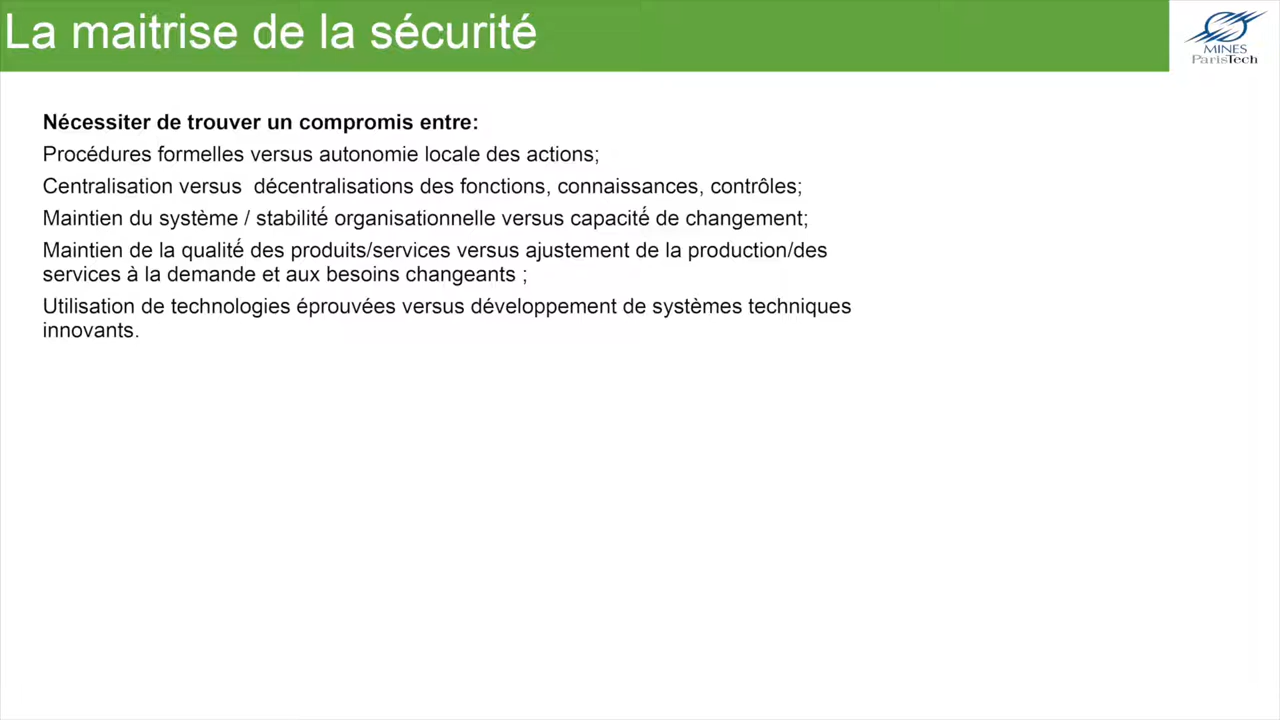 La maitrise de la sécurité
MINES
ParisTech
Nécessiter de trouver un compromis entre:
Procédures formelles versus autonomie locale des actions;
Centralisation versus  décentralisations des fonctions, connaissances, contrôles;
Maintien du système / stabilité organisationnelle versus capacité de changement;
Maintien de la qualité des produits/services versus ajustement de la production/des
services à la demande et aux besoins changeants ;
Utilisation de technologies éprouvées versus développement de systèmes techniques
innovants.